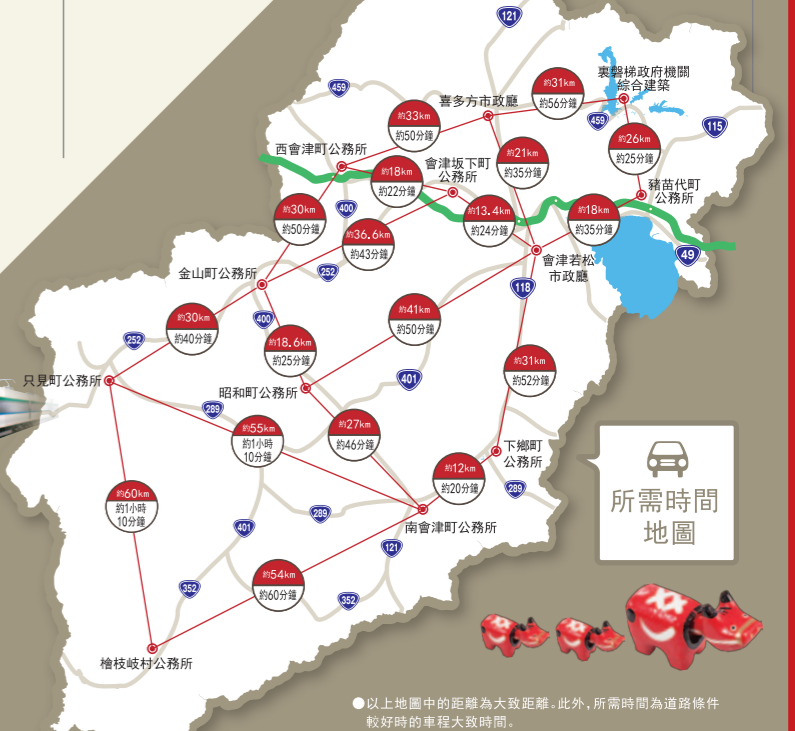 121
裏磐梯政府機關
綜合建築
約31km
約56分鐘
459
喜多方市政廳
459
約33km
約50分鐘
115
約26km
約25分鐘
西會津町公務所
約21km
約35分鐘
會津坂下町
公務所
約18km
約22分鐘
豬苗代町
公務所
約30km
約50分鐘
400
約13.4km
約24分鐘
約18km
約35分鐘
約36.6km
約43分鐘
49
會津若松
市政廳
金山町公務所
252
118
約30km
約40分鐘
400
約41km
約50分鐘
252
約18.6km
約25分鐘
約31km
約52分鐘
只見町公務所
昭和町公務所
401
289
約55km
約1小時
10分鐘
約27km
約46分鐘
下鄉町
公務所
約12km
約20分鐘
289
所需時間
地圖
約60km
約1小時
10分鐘
289
401
南會津町公務所
121
約54km
約60分鐘
352
352
檜枝岐村公務所
●以上地圖中的距離為大致距離。此外,所需時間為道路條件
較好時的車程大致時間。